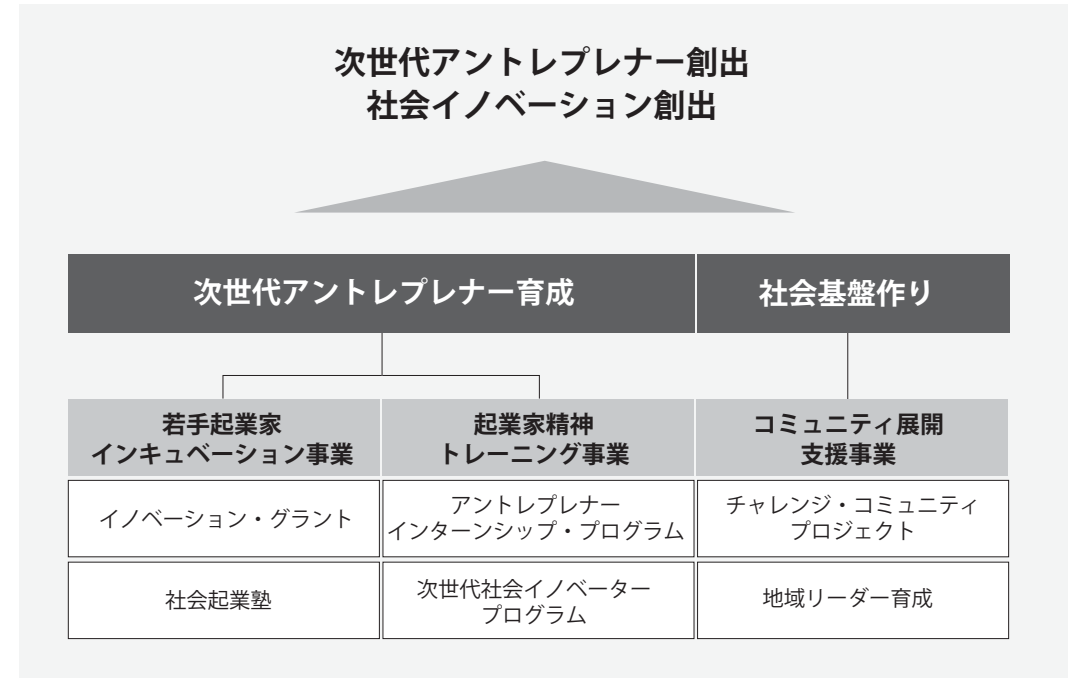 次世代アントレプレナー創出
社会イノベーション創出
次世代アントレプレナー育成
社会基盤作り
若手起業家
インキュベーション事業
起業家精神
トレーニング事業
コミュニティ展開
支援事業
イノベーション・グラント
アントレプレナー
インターンシップ・プログラム
チャレンジ・コミュニティ
プロジェクト
社会起業塾
次世代社会イノベーター
プログラム
地域リーダー育成